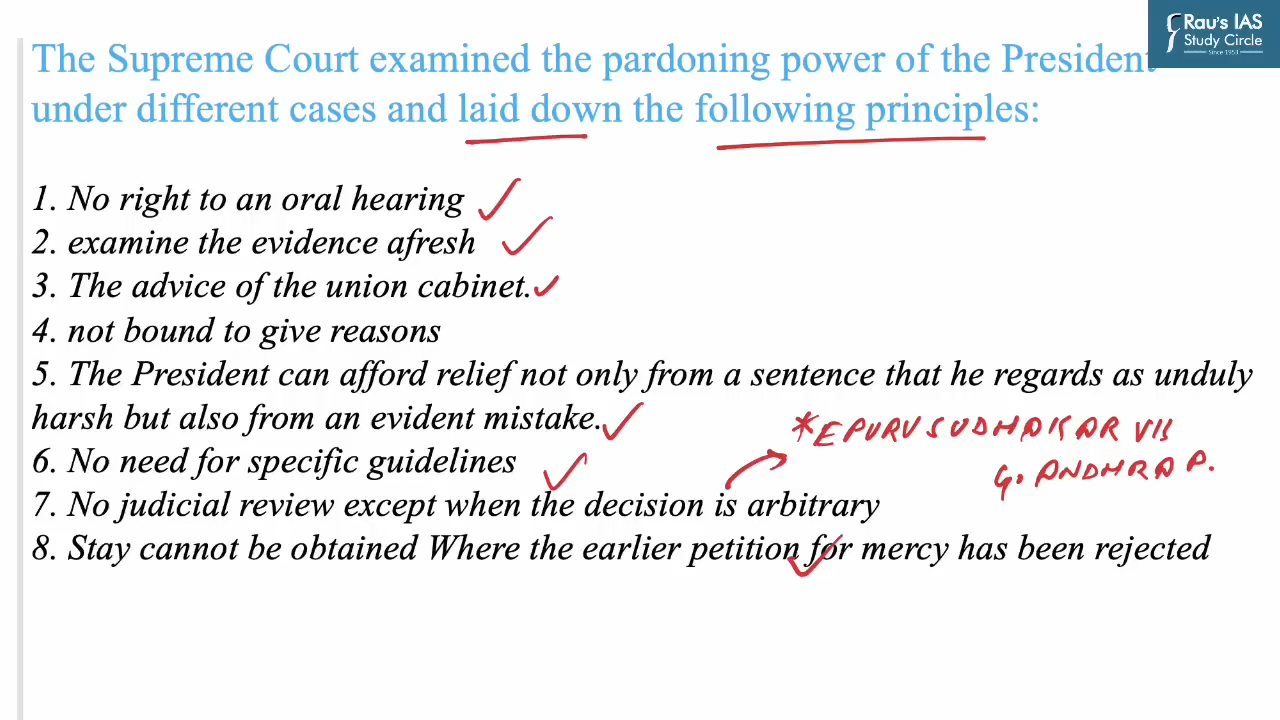 Rau's IAS
Study Circle
Since 1953
The Supreme Court examined the pardoning power of the President
under different cases and laid down the following principles:
1. No right to an oral hearing
2. examine the evidence afresh
3. The advice of the union cabinet.
4. not bound to give reasons
5. The President can afford relief not only from a sentence that he regards as unduly
harsh but also from an evident mistake.
*EPURU SUDHAKAR V/S
G. ANDHRA P.
6. No need for specific guidelines
7. No judicial review except when the decision is arbitrary
8. Stay cannot be obtained Where the earlier petition for mercy has been rejected